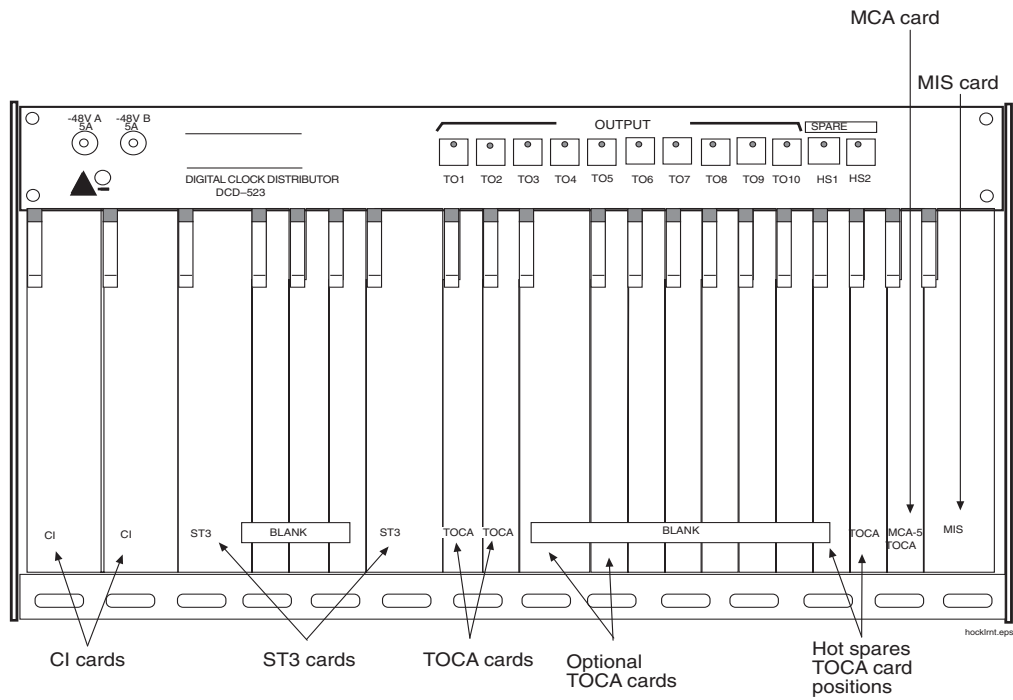 MCA card
MIS card
-48V A
5A
-48V B
5A
OUTPUT
SPARE
TO1 TO2 TO3 TO4 TO5 TO6 TO7 TO8 TO9 TO10 HS1 HS2
DIGITAL CLOCK DISTRIBUTOR
DCD–523
CI
CI
ST3
BLANK
ST3
TOCA
TOCA
BLANK
TOCA
MCA-5
TOCA
MIS
hocklrnt.eps
CI cards
ST3 cards
TOCA cards
Optional
TOCA cards
Hot spares
TOCA card
positions